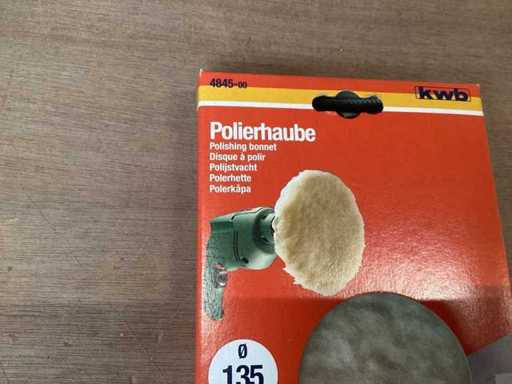 4845-00
kwb
Polierhaube
Polishing bonnet
Disque à polir
Polijstvacht
Polerhette
Polerkåpa
Ø
135